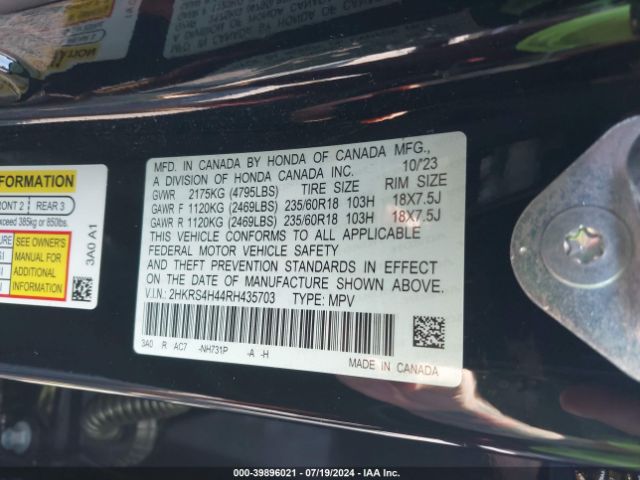 MFD. IN CANADA BY HONDA OF CANADA MFG.,
A DIVISION OF HONDA CANADA INC. 10/23
GVWR 2175KG (4795LBS) TIRE SIZE RIM SIZE
GAWR F 1120KG (2469LBS) 235/60R18 103H 18X7.5J
GAWR R 1120KG (2469LBS) 235/60R18 103H 18X7.5J
THIS VEHICLE CONFORMS TO ALL APPLICABLE
FEDERAL MOTOR VEHICLE SAFETY
AND THEFT PREVENTION STANDARDS IN EFFECT
ON THE DATE OF MANUFACTURE SHOWN ABOVE.
V.I.N.: 2HKRS4H44RH435703 TYPE: MPV
3A0 R AC7 -NH731P -A -H
MADE IN CANADA
FORMATION
RONT 2 REAR 3
exceed 385kg or 850lbs.
SEE OWNER'S
MANUAL FOR
ADDITIONAL
INFORMATION
3A0 A1
000-39896021 - 07/19/2024 - IAA Inc.